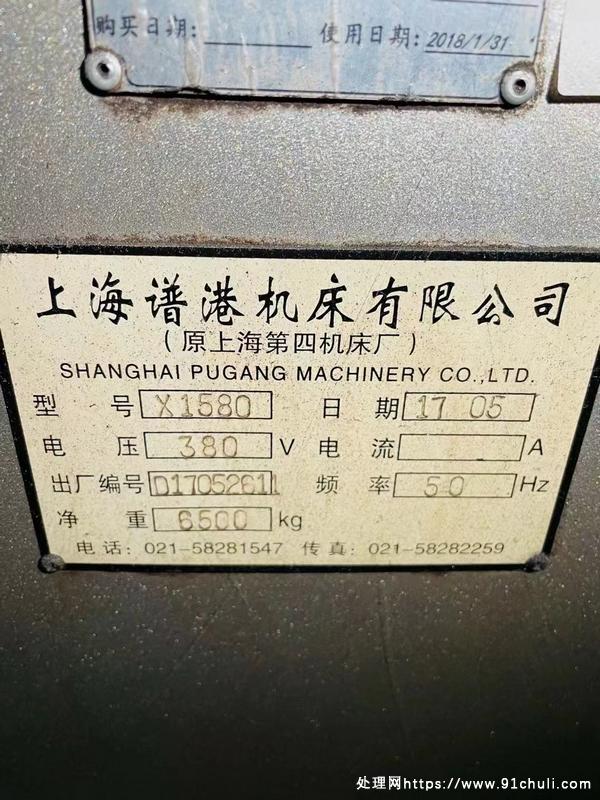 购买日期: 使用日期: 2018/1/31
上海谱港机床有限公司
(原上海第四机床厂)
SHANGHAI PUGANG MACHINERY CO.,LTD.
型 号 X1580 日 期 17 05
电 压 380 V 电 流 A
出厂编号 D17052611 频 率 50 Hz
净 重 6500 kg
电 话: 021-58281547 传 真: 021-58282259
处理网https://www.91chuli.com